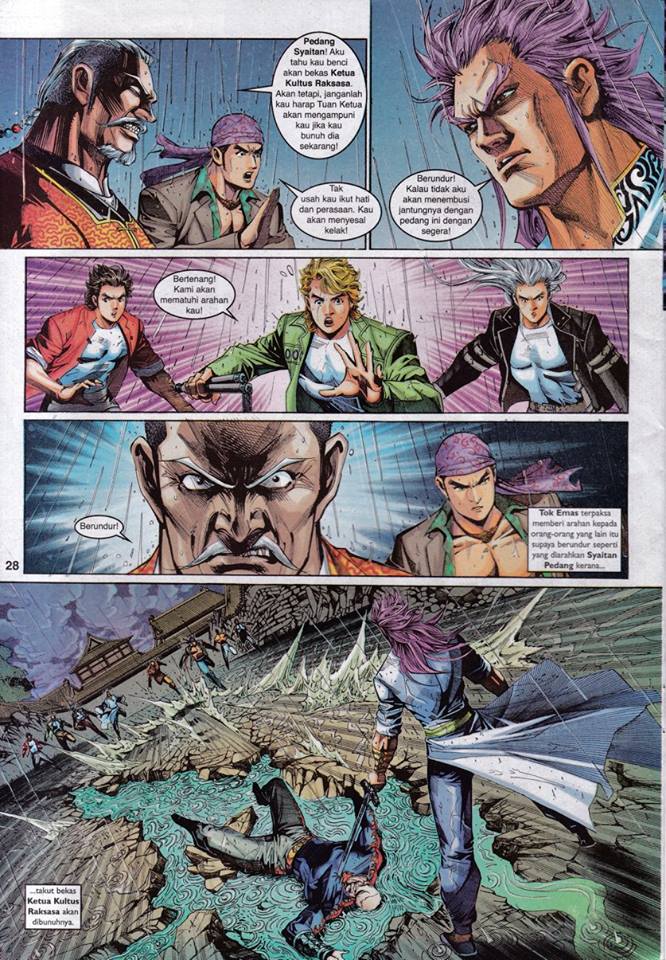 Pedang
Syaitan! Aku
tahu kau benci
akan bekas Ketua
Kultus Raksasa.
Akan tetapi, janganlah
kau harap Tuan Ketua
akan mengampuni
kau jika kau
bunuh dia
sekarang!
Tak
usah kau ikut hati
dan perasaan. Kau
akan menyesal
kelak!
Berundur!
Kalau tidak aku
akan menembusi
jantungnya dengan
pedang ini dengan
segera!
Bertenang!
Kami akan
mematuhi arahan
kau!
Berundur!
Tok Emas terpaksa
memberi arahan kepada
orang-orang yang lain itu
supaya berundur seperti
yang diarahkan Syaitan
Pedang kerana...
28
...takut bekas
Ketua Kultus
Raksasa akan
dibunuhnya.